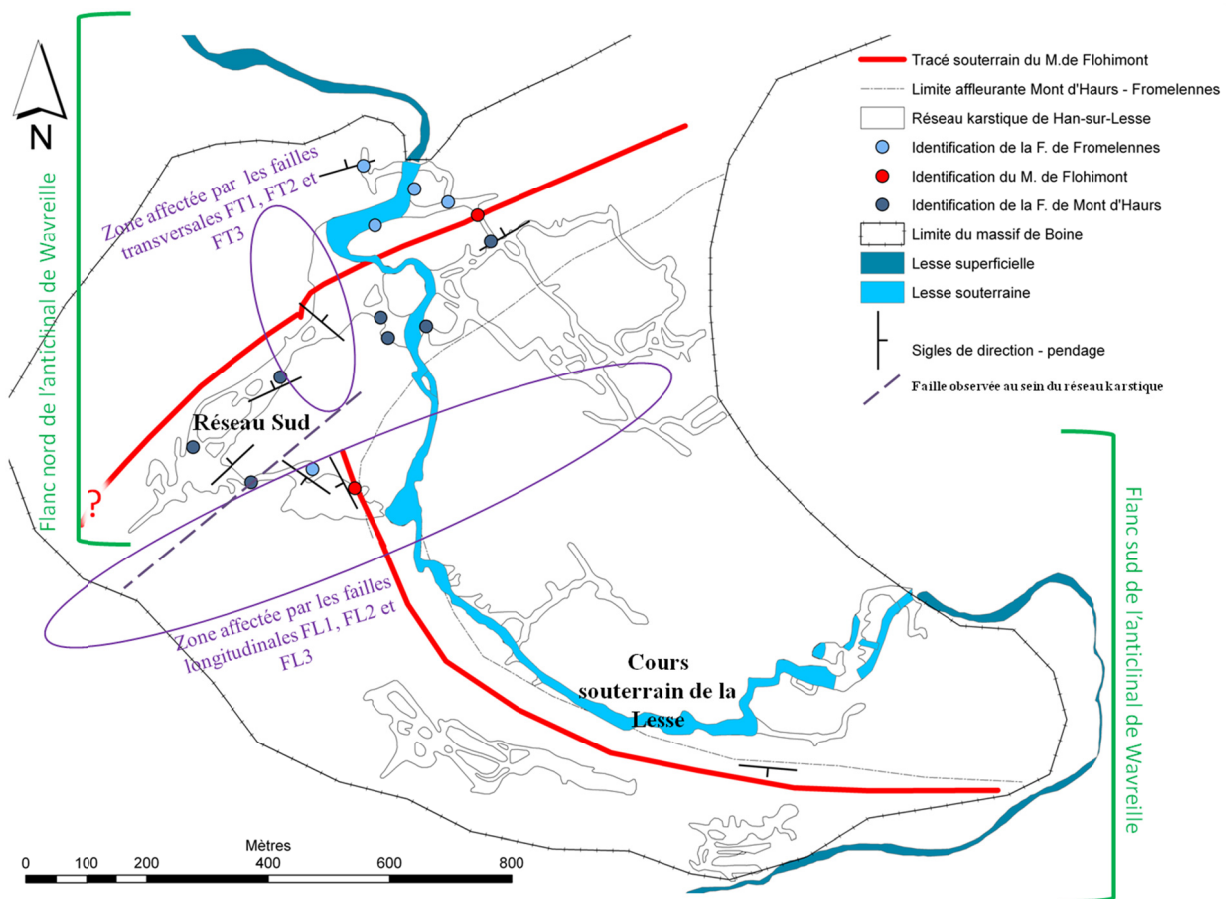 N
Flanc nord de l'anticlinal de Wavreille
Zone affectée par les failles
transversales FT1, FT2 et
FT3
Tracé souterrain du M.de Flohimont
Limite affleurante Mont d'Haurs - Fromelennes
Réseau karstique de Han-sur-Lesse
Identification de la F. de Fromelennes
Identification du M. de Flohimont
Identification de la F. de Mont d'Haurs
Limite du massif de Boine
Lesse superficielle
Lesse souterraine
Sigles de direction - pendage
Faille observée au sein du réseau karstique
Réseau Sud
?
Zone affectée par les failles
longitudinales FL1, FL2 et
FL3
Cours
souterrain de la
Lesse
Flanc sud de l'anticlinal de Wavreille
Mètres
0 100 200 400 600 800